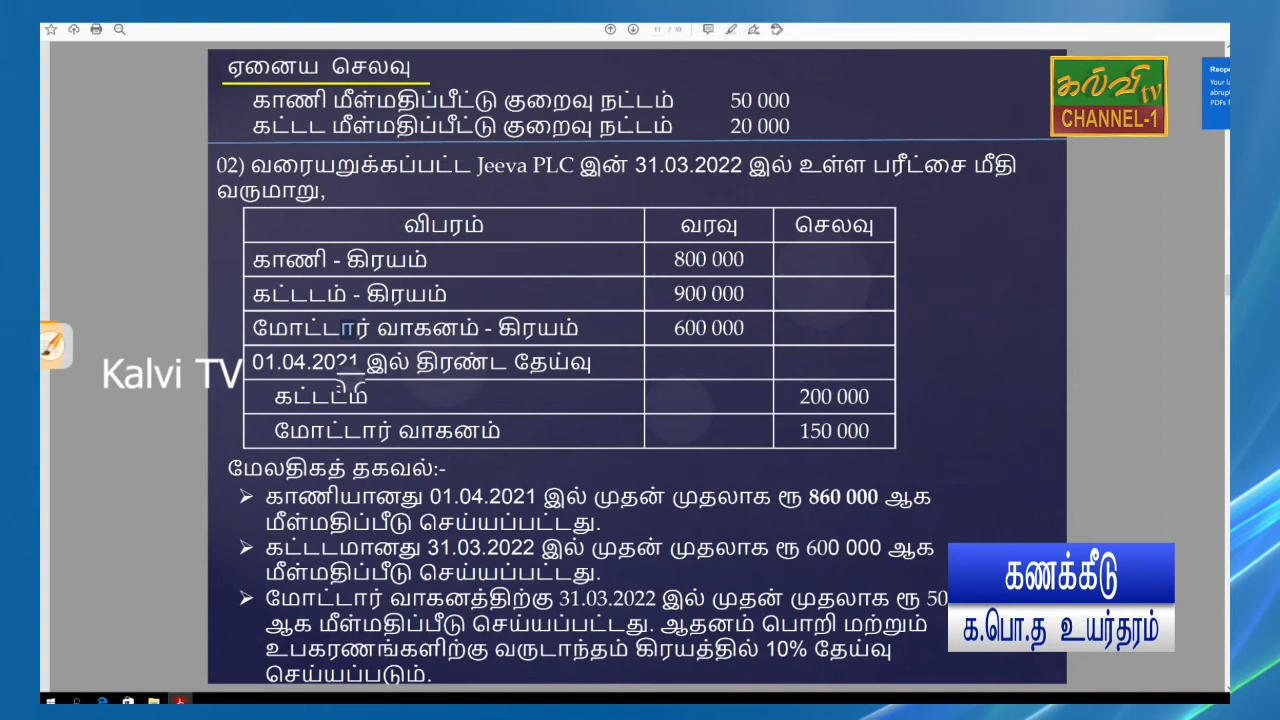 11 / 30
ஏனைய செலவு
காணி மீள்மதிப்பீட்டு குறைவு நட்டம் 50 000
கட்டட மீள்மதிப்பீட்டு குறைவு நட்டம் 20 000
கல்வி tv
CHANNEL-1
02) வரையறுக்கப்பட்ட Jeeva PLC இன் 31.03.2022 இல் உள்ள பரீட்சை மீதி
வருமாறு,
விபரம் வரவு செலவு
காணி - கிரயம் 800 000
கட்டடம் - கிரயம் 900 000
மோட்டார் வாகனம் - கிரயம் 600 000
01.04.2021 இல் திரண்ட தேய்வு
Kalvi TV
கட்டடம் 200 000
மோட்டார் வாகனம் 150 000
மேலதிகத் தகவல்:-
➢ காணியானது 01.04.2021 இல் முதன் முதலாக ரூ 860 000 ஆக
மீள்மதிப்பீடு செய்யப்பட்டது.
➢ கட்டடமானது 31.03.2022 இல் முதன் முதலாக ரூ 600 000 ஆக
மீள்மதிப்பீடு செய்யப்பட்டது.
➢ மோட்டார் வாகனத்திற்கு 31.03.2022 இல் முதன் முதலாக ரூ 50
ஆக மீள்மதிப்பீடு செய்யப்பட்டது. ஆதனம் பொறி மற்றும்
உபகரணங்களிற்கு வருடாந்தம் கிரயத்தில் 10% தேய்வு
செய்யப்படும்.
கணக்கீடு
க.பொ.த உயர்தரம்